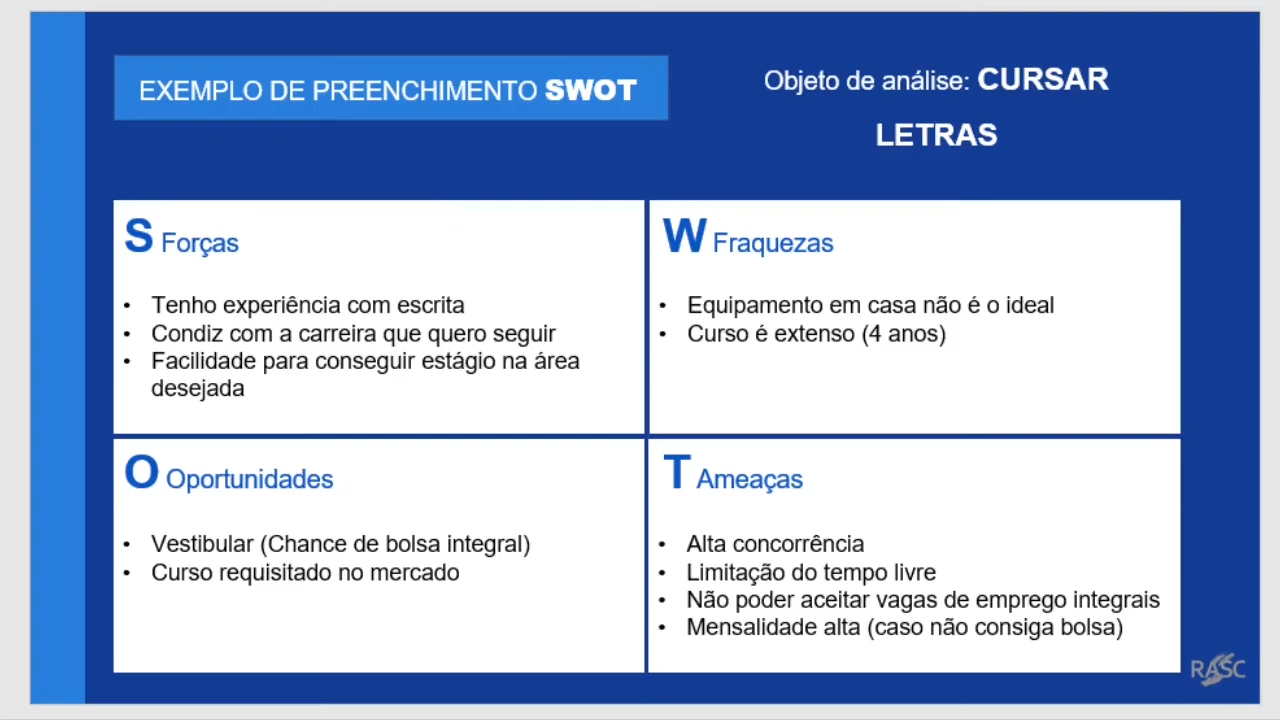 EXEMPLO DE PREENCHIMENTO SWOT
Objeto de análise: CURSAR
LETRAS
S Forças
• Tenho experiência com escrita
• Condiz com a carreira que quero seguir
• Facilidade para conseguir estágio na área
desejada
W Fraquezas
• Equipamento em casa não é o ideal
• Curso é extenso (4 anos)
O Oportunidades
• Vestibular (Chance de bolsa integral)
• Curso requisitado no mercado
T Ameaças
• Alta concorrência
• Limitação do tempo livre
• Não poder aceitar vagas de emprego integrais
• Mensalidade alta (caso não consiga bolsa)
RASC